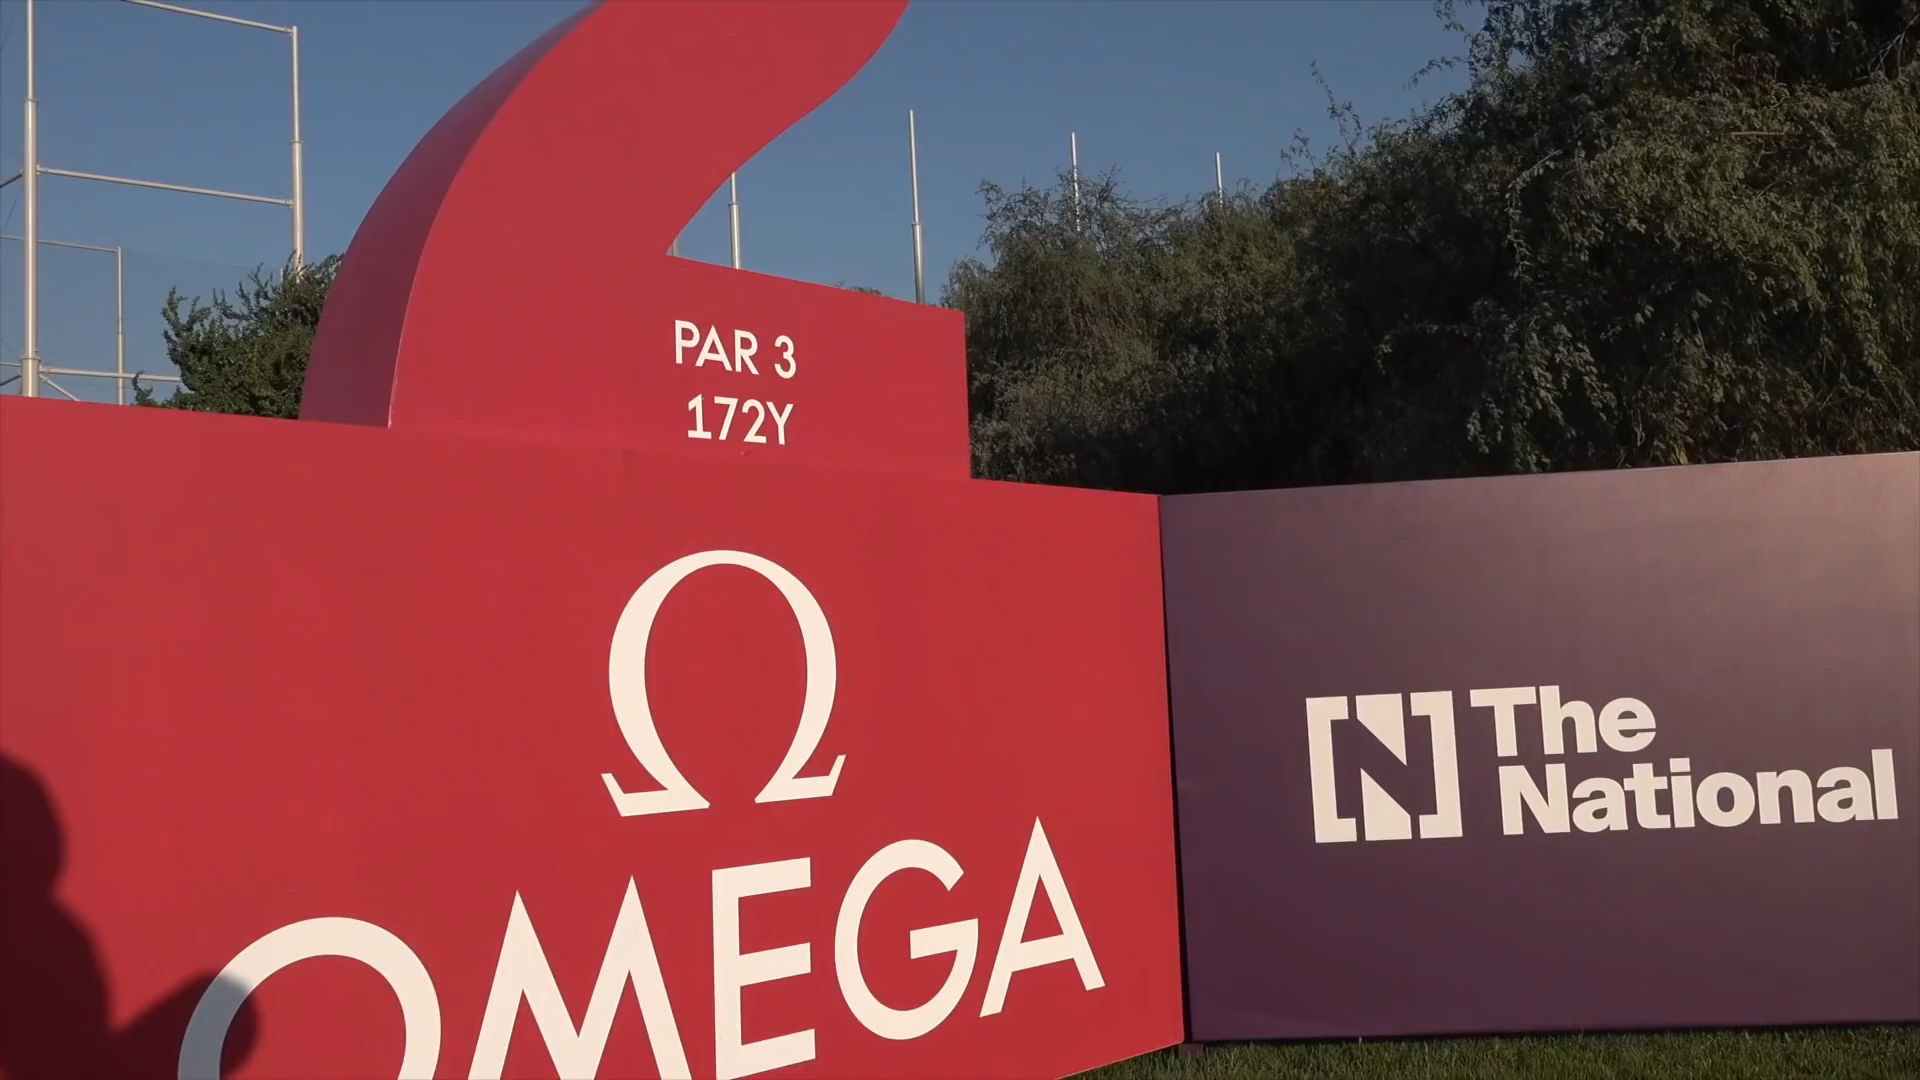 PAR 3
172Y
Ω
OMEGA
[N] The
National